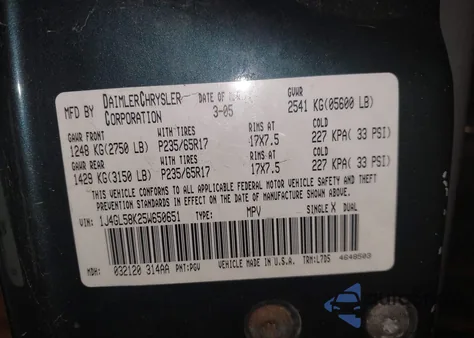 MFD BY DAIMLERCHRYSLER CORPORATION DATE OF 3-05 GVWR 2541 KG(05600 LB)
GAWR FRONT WITH TIRES RIMS AT COLD
1248 KG(2750 LB) P235/65R17 17X7.5 227 KPA( 33 PSI)
GAWR REAR WITH TIRES RIMS AT COLD
1429 KG(3150 LB) P235/65R17 17X7.5 227 KPA( 33 PSI)
THIS VEHICLE CONFORMS TO ALL APPLICABLE FEDERAL MOTOR VEHICLE SAFETY AND THEFT
PREVENTION STANDARDS IN EFFECT ON THE DATE OF MANUFACTURE SHOWN ABOVE.
VIN: 1J4GL58K25W650651 TYPE: MPV SINGLE X DUAL
MDH: 032120 314AA PNT:PGV VEHICLE MADE IN U.S.A. TRM:L7D5 4648503